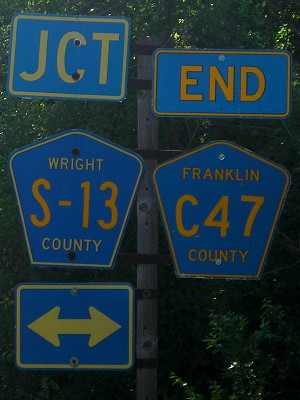 JCT
END
WRIGHT
S-13
COUNTY
FRANKLIN
C47
COUNTY